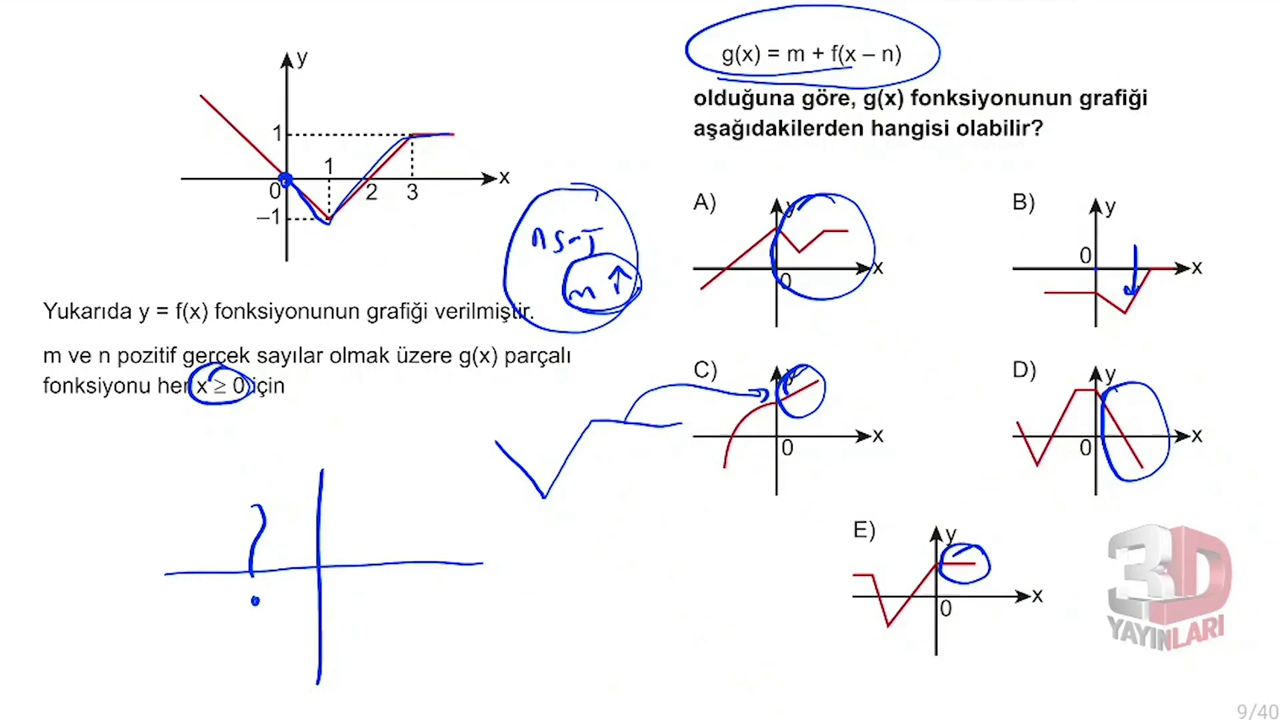 y
1
1
0
2
3
x
–1
Yukarıda y = f(x) fonksiyonunun grafiği verilmiştir.
m ve n pozitif gerçek sayılar olmak üzere g(x) parçalı
fonksiyonu her x ≥ 0 için
m ↑
?
g(x) = m + f(x – n)
olduğuna göre, g(x) fonksiyonunun grafiği
aşağıdakilerden hangisi olabilir?
A)
y
0
x
B)
y
0
x
C)
y
0
x
D)
y
0
x
E)
y
0
x
3D
YAYINLARI
9/40